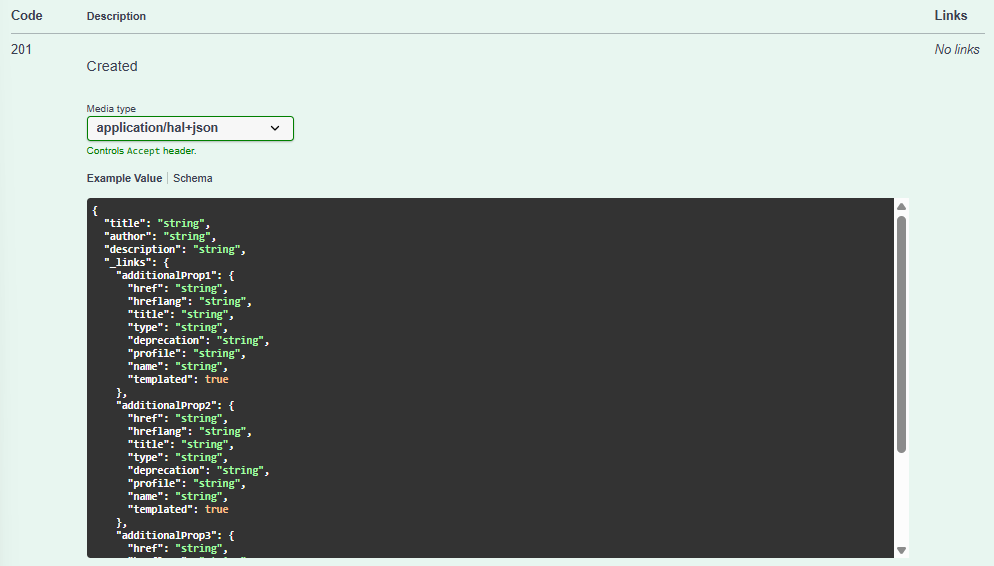 Code Description Links
201 Created No links
Media type
application/hal+json
Controls Accept header.
Example Value Schema
{
  "title": "string",
  "author": "string",
  "description": "string",
  "_links": {
    "additionalProp1": {
      "href": "string",
      "hreflang": "string",
      "title": "string",
      "type": "string",
      "deprecation": "string",
      "profile": "string",
      "name": "string",
      "templated": true
    },
    "additionalProp2": {
      "href": "string",
      "hreflang": "string",
      "title": "string",
      "type": "string",
      "deprecation": "string",
      "profile": "string",
      "name": "string",
      "templated": true
    },
    "additionalProp3": {
      "href": "string",